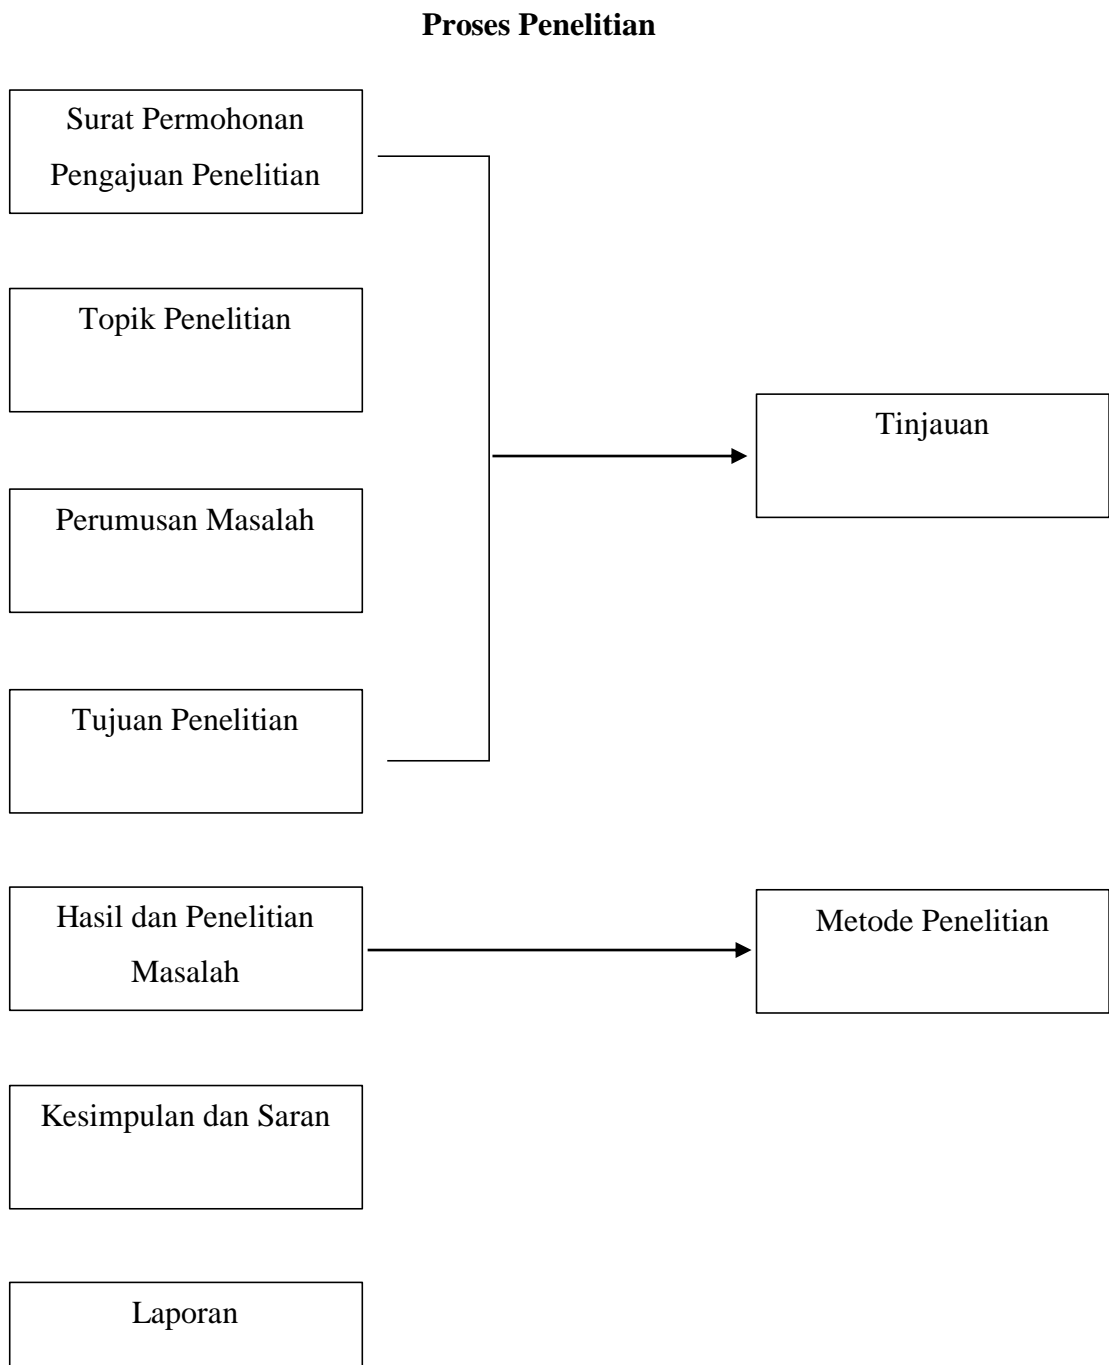 Proses Penelitian
Surat Permohonan
Pengajuan Penelitian
Topik Penelitian
Tinjauan
Perumusan Masalah
Tujuan Penelitian
Hasil dan Penelitian
Masalah
Metode Penelitian
Kesimpulan dan Saran
Laporan